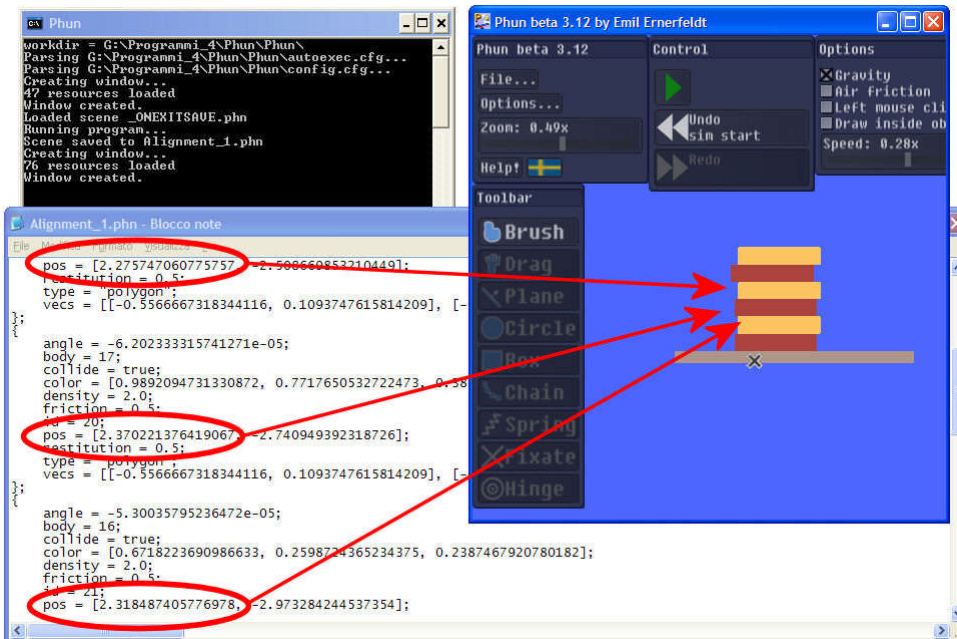 Phun
workdir = G:\Programmi_4\Phun\Phun\
Parsing G:\Programmi_4\Phun\Phun\autoexec.cfg...
Parsing G:\Programmi_4\Phun\Phun\config.cfg...
Creating window...
47 resources loaded
Window created.
Loaded scene _ONEXITSAVE.phn
Running program...
Scene saved to Alignment_1.phn
Creating window...
76 resources loaded
Window created.
Phun beta 3.12 by Emil Ernerfeldt
Phun beta 3.12
File...
Options...
Zoom: 0.49x
Help!
Control
Undo
sim start
Redo
Options
Gravity
Air friction
Left mouse cli
Draw inside ob
Speed: 0.28x
Toolbar
Brush
Drag
Plane
Circle
Box
Chain
Spring
Fixate
Hinge
Alignment_1.phn - Blocco note
File Modifica Formato Visualizza
pos = [2.275747060775757, -2.508669853210449];
restitution = 0.5;
type = "polygon";
vecs = [[-0.5566667318344116, 0.1093747615814209], [-
};
{
angle = -6.202333315741271e-05;
body = 17;
collide = true;
color = [0.9892094731330872, 0.7717650532722473, 0.38
density = 2.0;
friction = 0.5;
id = 20;
pos = [2.370221376419067, -2.740949392318726];
restitution = 0.5;
type = "polygon";
vecs = [[-0.5566667318344116, 0.1093747615814209], [-
};
{
angle = -5.30035795236472e-05;
body = 16;
collide = true;
color = [0.6718223690986633, 0.2598724365234375, 0.2387467920780182];
density = 2.0;
friction = 0.5;
id = 21;
pos = [2.318487405776978, -2.973284244537354];